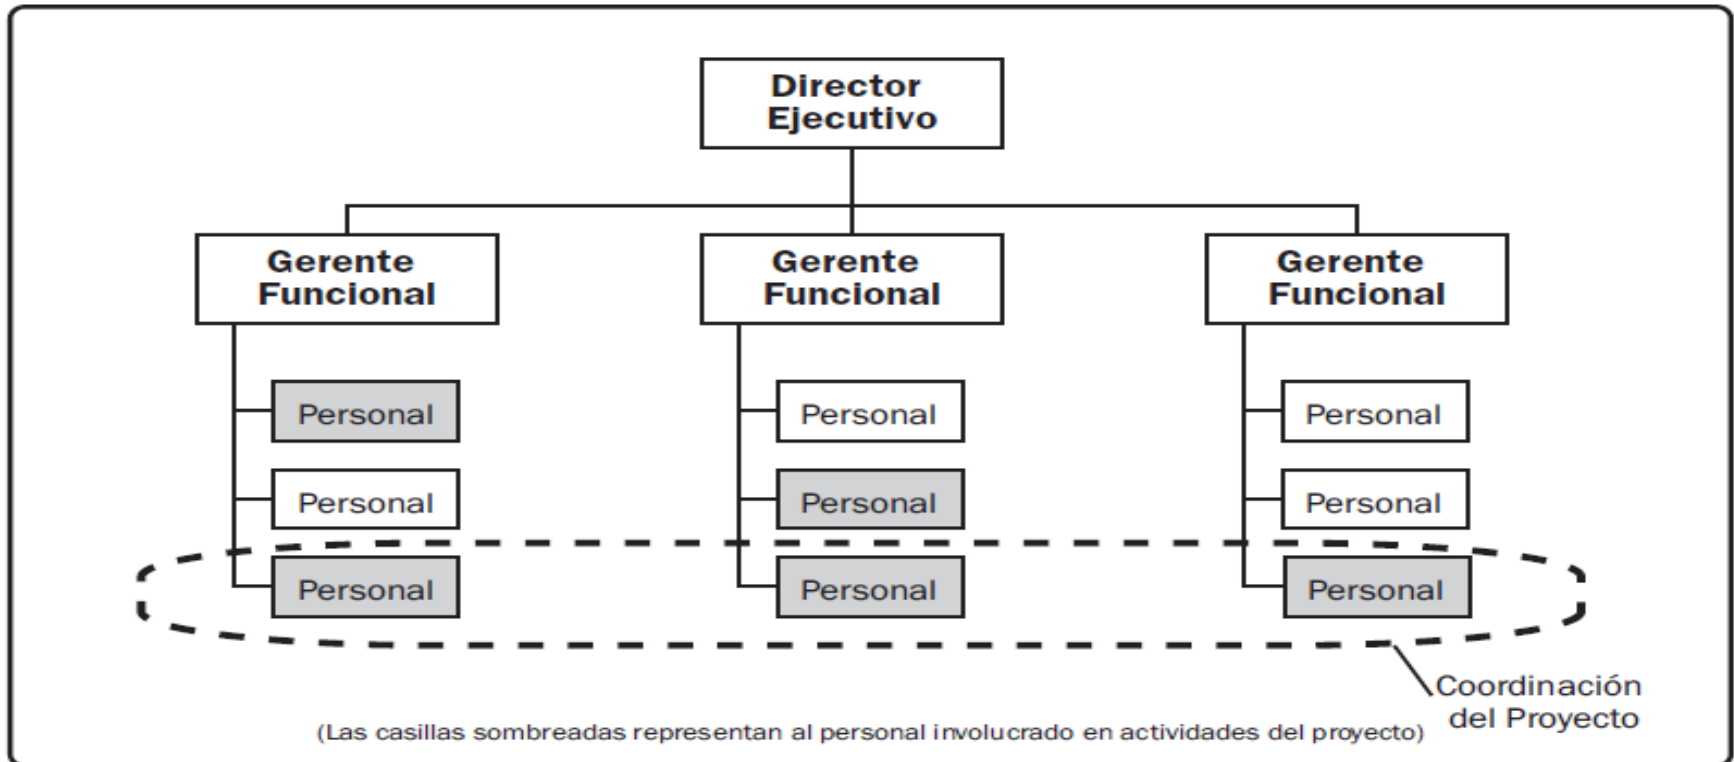 Director
Ejecutivo
Gerente
Funcional
Gerente
Funcional
Gerente
Funcional
Personal
Personal
Personal
Personal
Personal
Personal
Personal
Personal
Personal
Coordinación
del Proyecto
(Las casillas sombreadas representan al personal involucrado en actividades del proyecto)